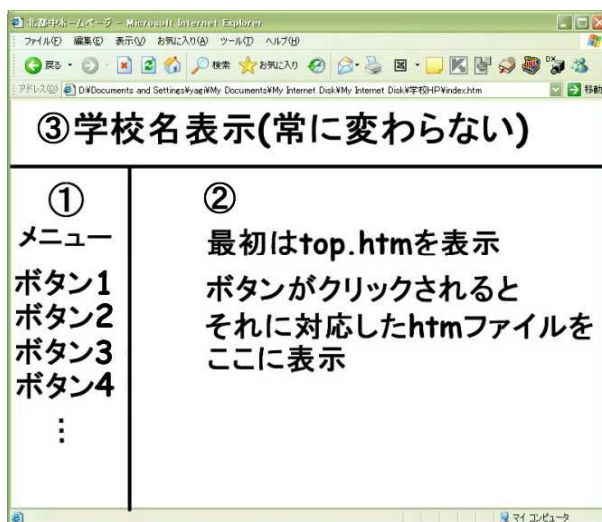 北部中ホームページ - Microsoft Internet Explorer
ファイル(F) 編集(E) 表示(V) お気に入り(A) ツール(T) ヘルプ(H)
戻る 検索 お気に入り
アドレス(D) D:¥Documents and Settings¥yagi¥My Documents¥My Internet Disk¥My Internet Disk¥学校HP¥index.htm 移動
③学校名表示(常に変わらない)
①
メニュー
ボタン1
ボタン2
ボタン3
ボタン4
⋮
②
最初はtop.htmを表示
ボタンがクリックされると
それに対応したhtmファイルを
ここに表示
マイ コンピュータ